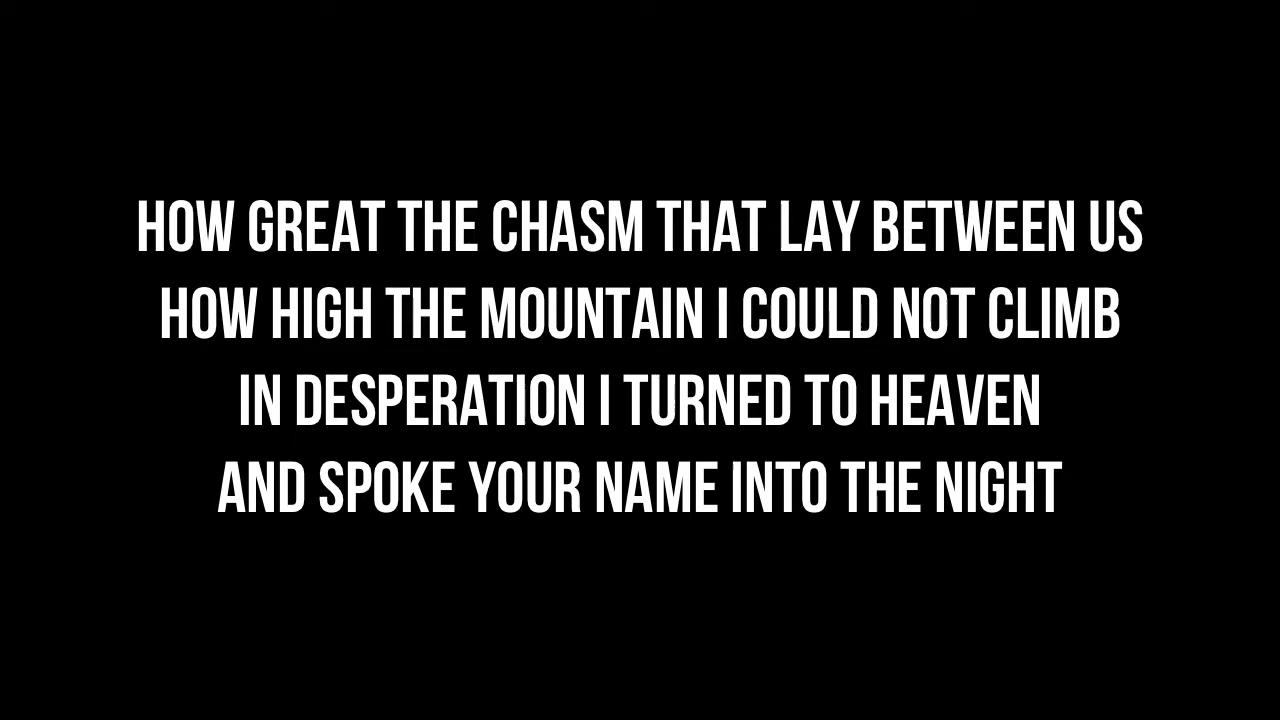 HOW GREAT THE CHASM THAT LAY BETWEEN US
HOW HIGH THE MOUNTAIN I COULD NOT CLIMB
IN DESPERATION I TURNED TO HEAVEN
AND SPOKE YOUR NAME INTO THE NIGHT